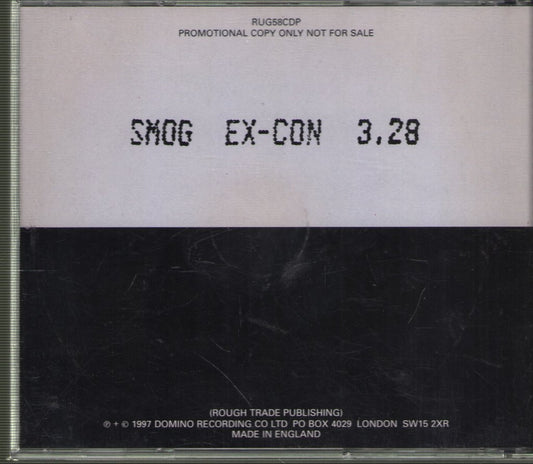 RUG58CDP
PROMOTIONAL COPY ONLY NOT FOR SALE
SMOG EX-CON 3.28
(ROUGH TRADE PUBLISHING)
℗ + © 1997 DOMINO RECORDING CO LTD PO BOX 4029 LONDON SW15 2XR
MADE IN ENGLAND